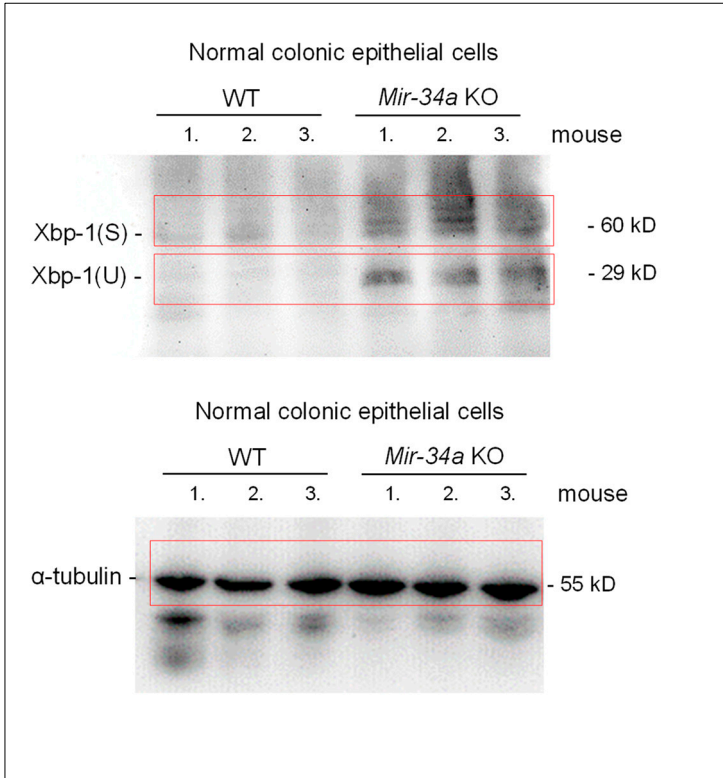 Normal colonic epithelial cells
WT Mir-34a KO
1. 2. 3. 1. 2. 3. mouse
Xbp-1(S) - - 60 kD
Xbp-1(U) - - 29 kD
Normal colonic epithelial cells
WT Mir-34a KO
1. 2. 3. 1. 2. 3. mouse
α-tubulin - - 55 kD